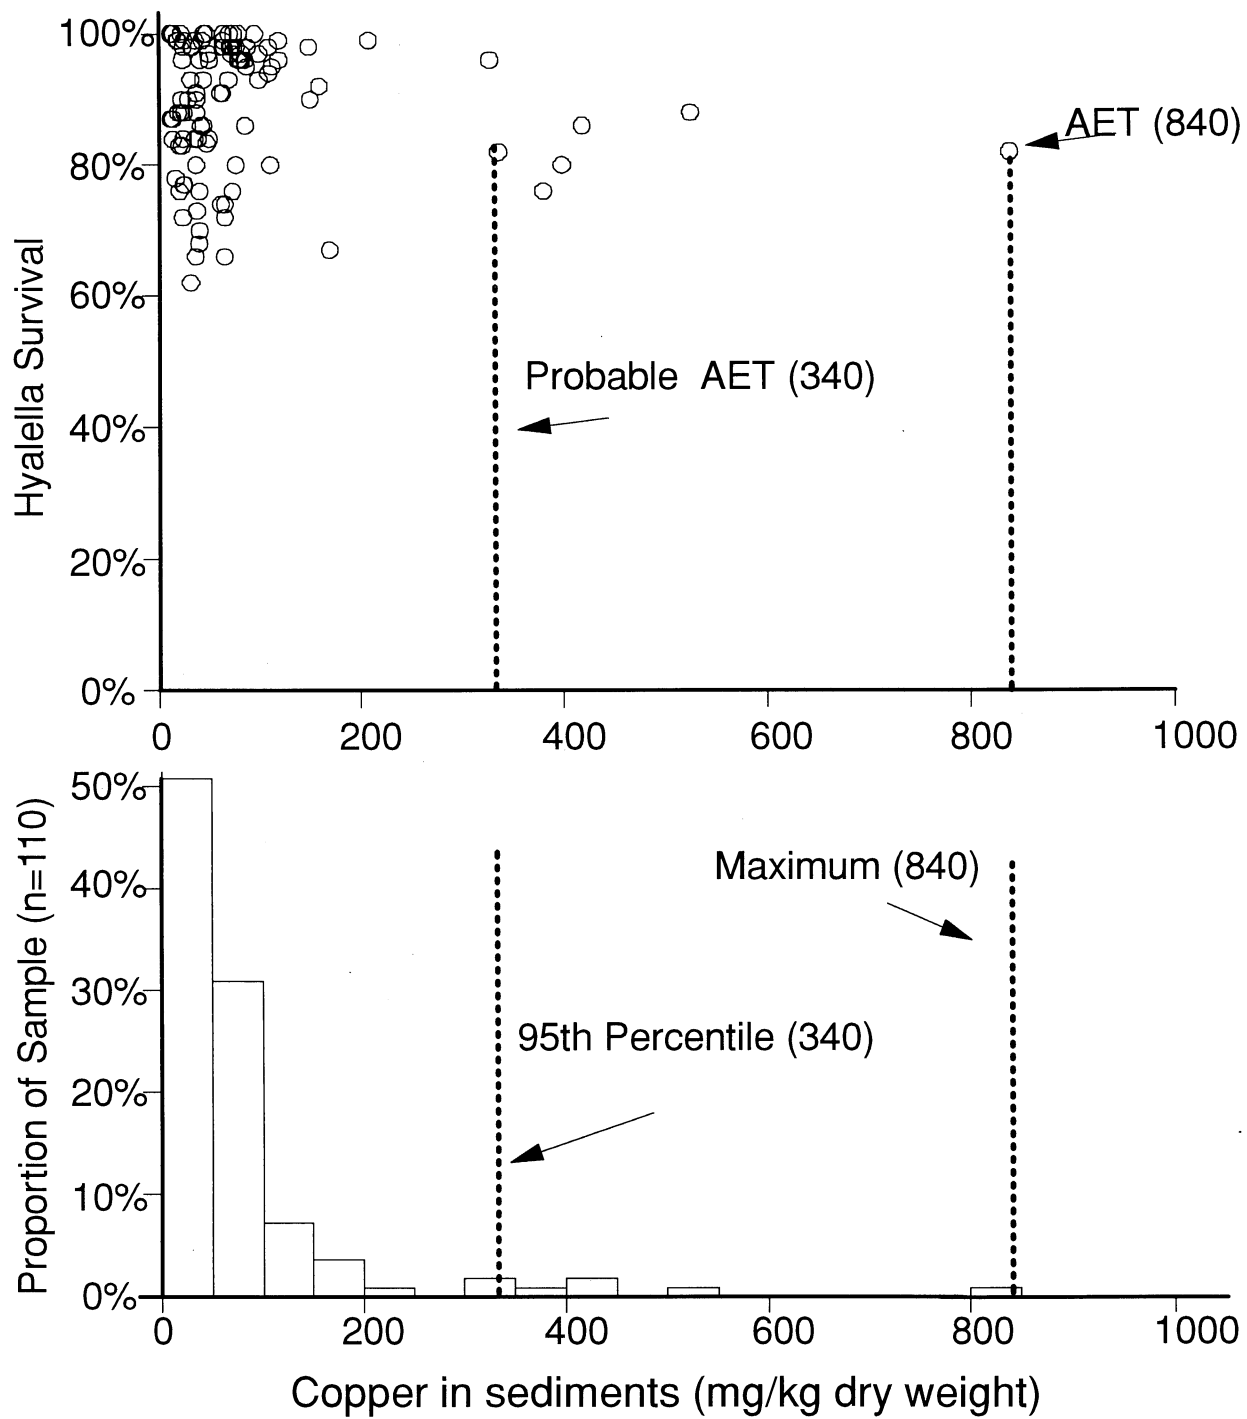 100%
AET (840)
80%
60%
Probable AET (340)
40%
20%
0%
Hyalella Survival
0 200 400 600 800 1000
50%
Maximum (840)
40%
30%
95th Percentile (340)
20%
10%
0%
Proportion of Sample (n=110)
0 200 400 600 800 1000
Copper in sediments (mg/kg dry weight)